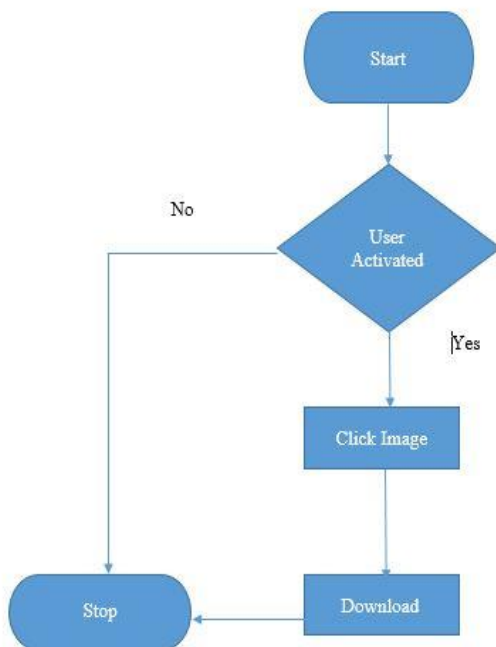 Start
No
User
Activated
Yes
Click Image
Download
Stop